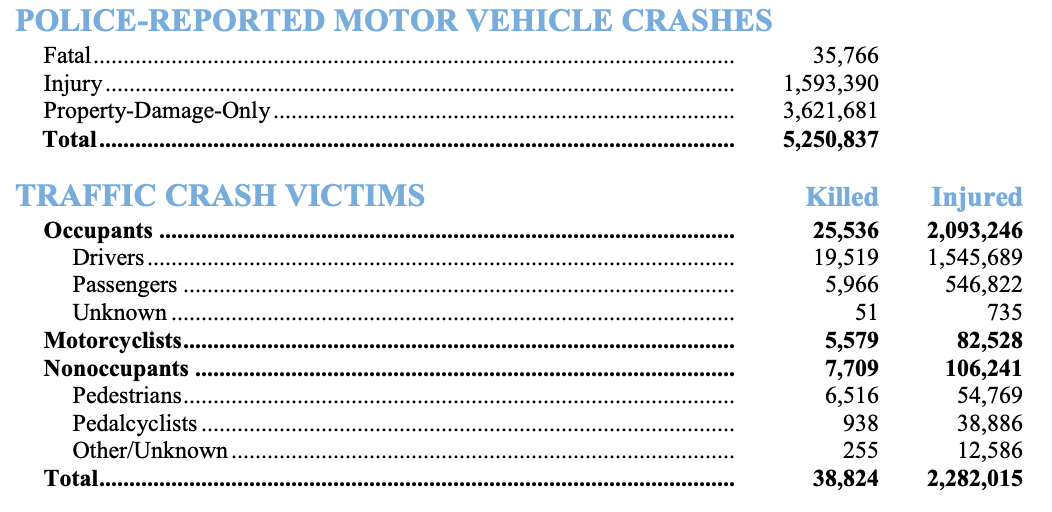 POLICE-REPORTED MOTOR VEHICLE CRASHES
Fatal 35,766
Injury 1,593,390
Property-Damage-Only 3,621,681
Total 5,250,837
TRAFFIC CRASH VICTIMS Killed Injured
Occupants 25,536 2,093,246
Drivers 19,519 1,545,689
Passengers 5,966 546,822
Unknown 51 735
Motorcyclists 5,579 82,528
Nonoccupants 7,709 106,241
Pedestrians 6,516 54,769
Pedalcyclists 938 38,886
Other/Unknown 255 12,586
Total 38,824 2,282,015